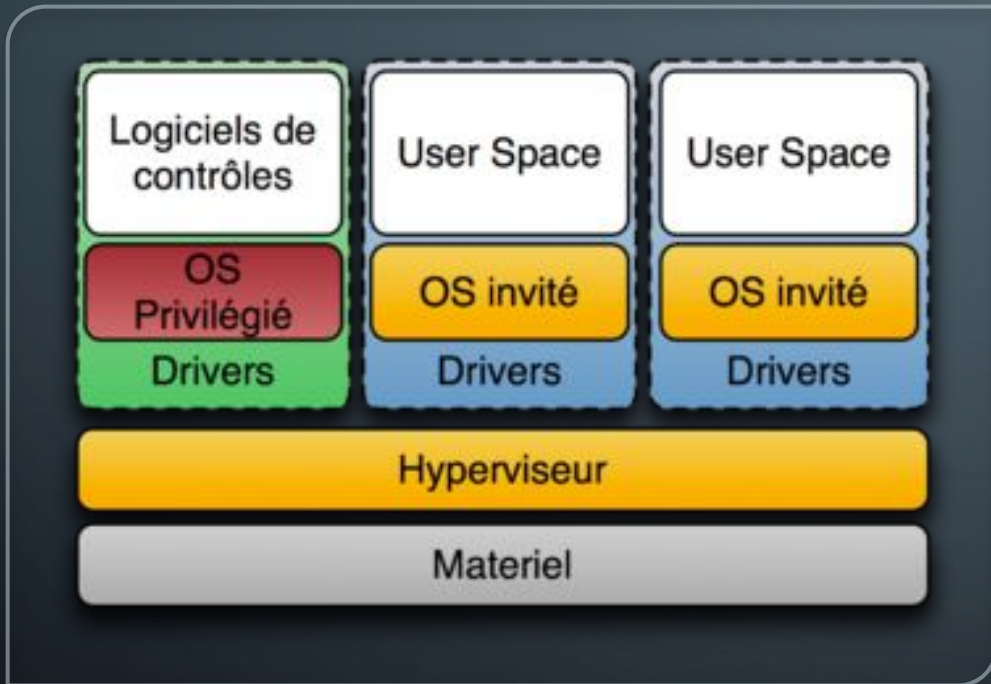 Logiciels de
contrôles
OS
Privilégié
Drivers
User Space
OS invité
Drivers
User Space
OS invité
Drivers
Hyperviseur
Materiel